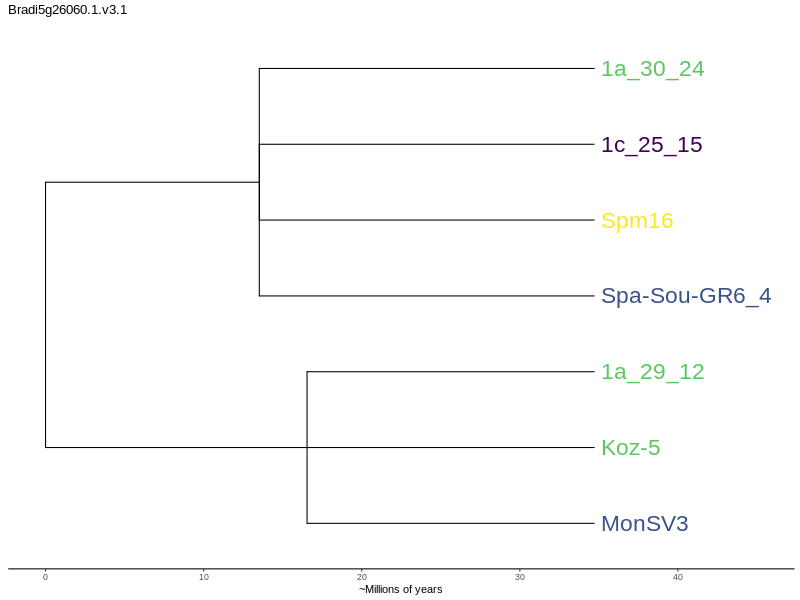 Bradi5g26060.1.v3.1
1a_30_24
1c_25_15
Spm16
Spa-Sou-GR6_4
1a_29_12
Koz-5
MonSV3
0 10 20 30 40
~Millions of years